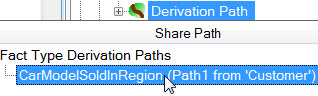 Derivation Path
Share Path
Fact Type Derivation Paths
CarModelSoldInRegion (Path1 from 'Customer')